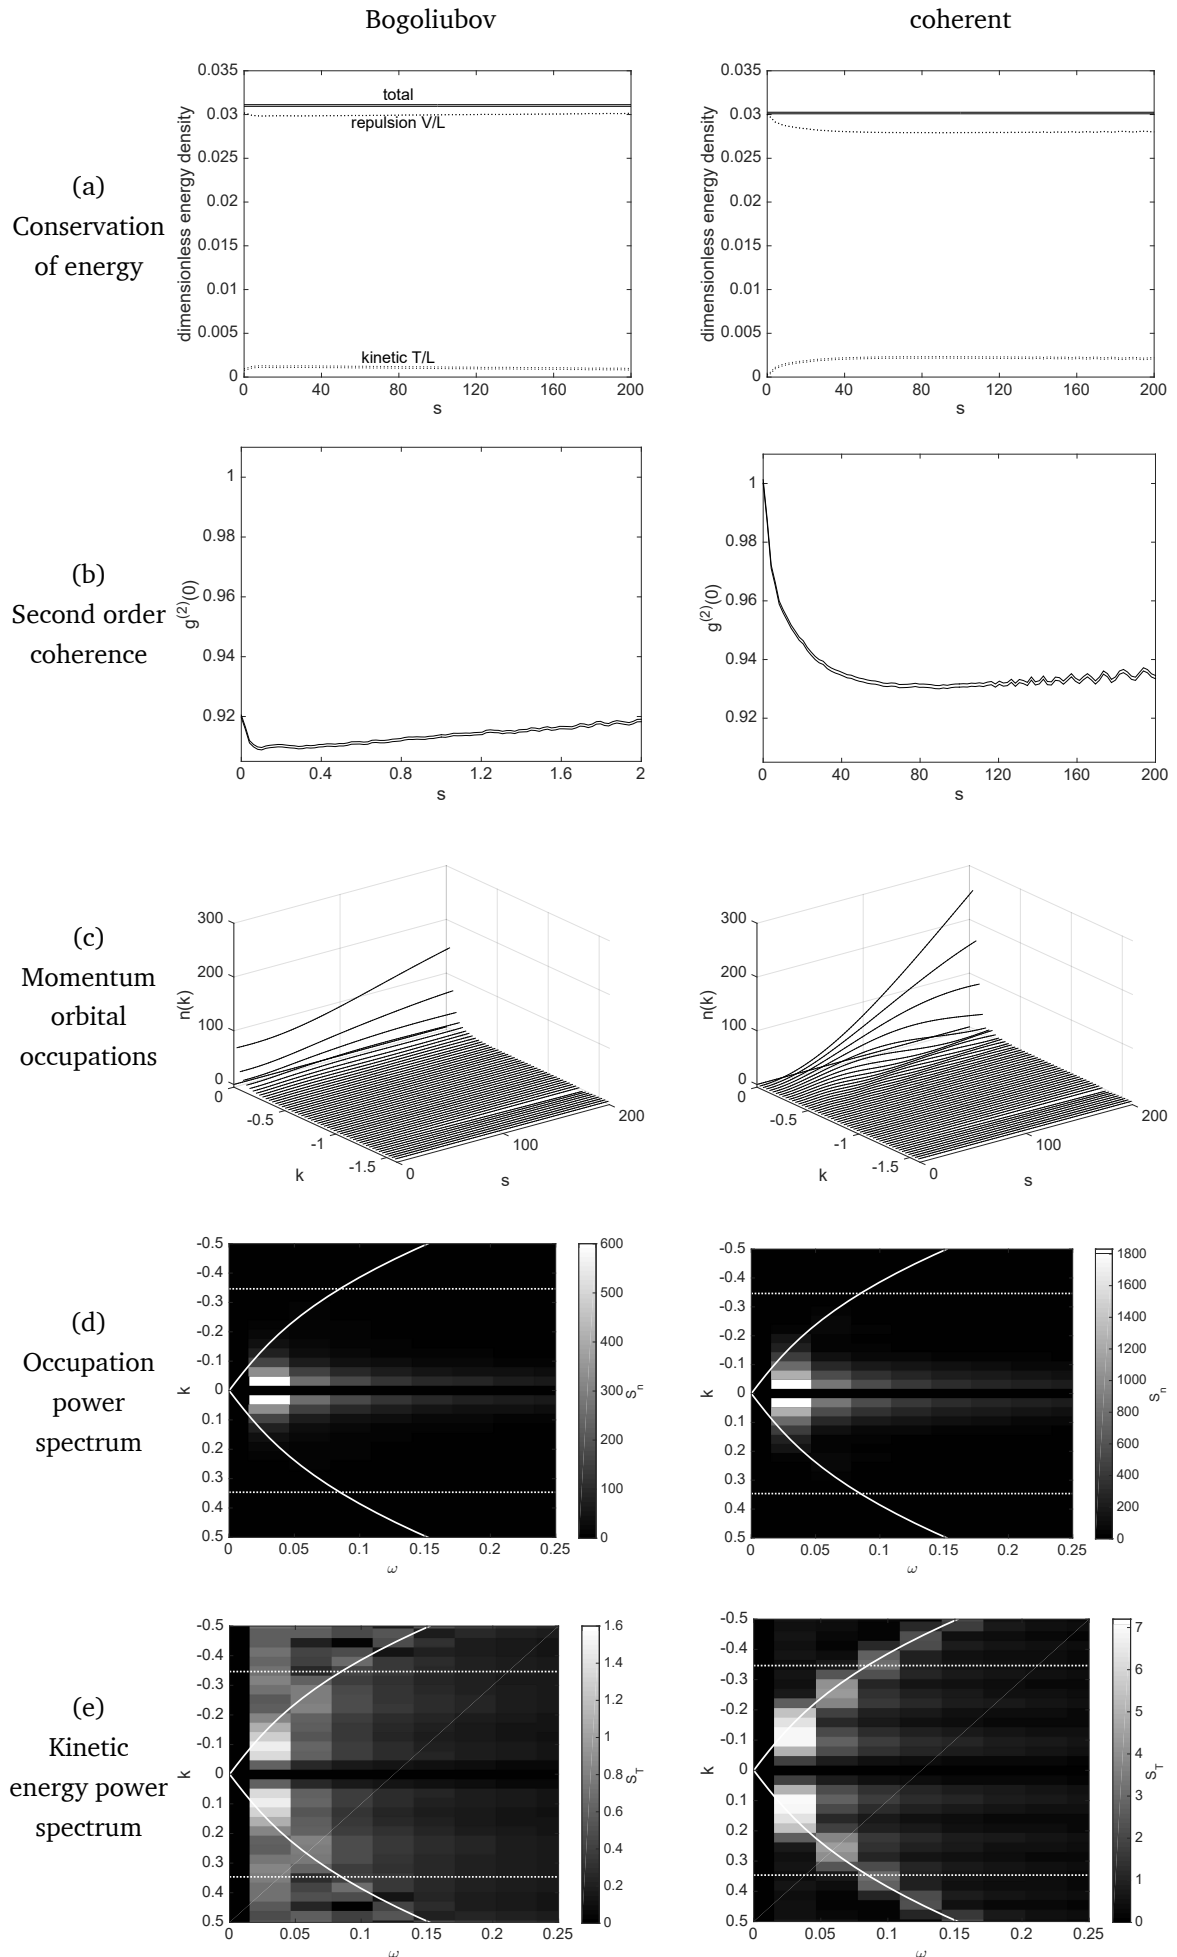 Bogoliubov
coherent
(a)
Conservation
of energy
dimensionless energy density
0.035
0.03
0.025
0.02
0.015
0.01
0.005
0
total
repulsion V/L
kinetic T/L
0 40 80 120 160 200
s
dimensionless energy density
0.035
0.03
0.025
0.02
0.015
0.01
0.005
0
0 40 80 120 160 200
s
(b)
Second order
coherence
g(2)(0)
1
0.98
0.96
0.94
0.92
0 0.4 0.8 1.2 1.6 2
s
g(2)(0)
1
0.98
0.96
0.94
0.92
0 40 80 120 160 200
s
(c)
Momentum
orbital
occupations
n(k)
300
200
100
0
0
-0.5
-1
-1.5
k
0
100
200
s
n(k)
300
200
100
0
0
-0.5
-1
-1.5
k
0
100
200
s
(d)
Occupation
power
spectrum
k
-0.5
-0.4
-0.3
-0.2
-0.1
0
0.1
0.2
0.3
0.4
0.5
0 0.05 0.1 0.15 0.2 0.25
ω
600
500
400
300
200
100
0
Sn
k
-0.5
-0.4
-0.3
-0.2
-0.1
0
0.1
0.2
0.3
0.4
0.5
0 0.05 0.1 0.15 0.2 0.25
ω
1800
1600
1400
1200
1000
800
600
400
200
0
Sn
(e)
Kinetic
energy power
spectrum
k
-0.5
-0.4
-0.3
-0.2
-0.1
0
0.1
0.2
0.3
0.4
0.5
0 0.05 0.1 0.15 0.2 0.25
ω
1.6
1.4
1.2
1
0.8
0.6
0.4
0.2
0
ST
k
-0.5
-0.4
-0.3
-0.2
-0.1
0
0.1
0.2
0.3
0.4
0.5
0 0.05 0.1 0.15 0.2 0.25
ω
7
6
5
4
3
2
1
0
ST